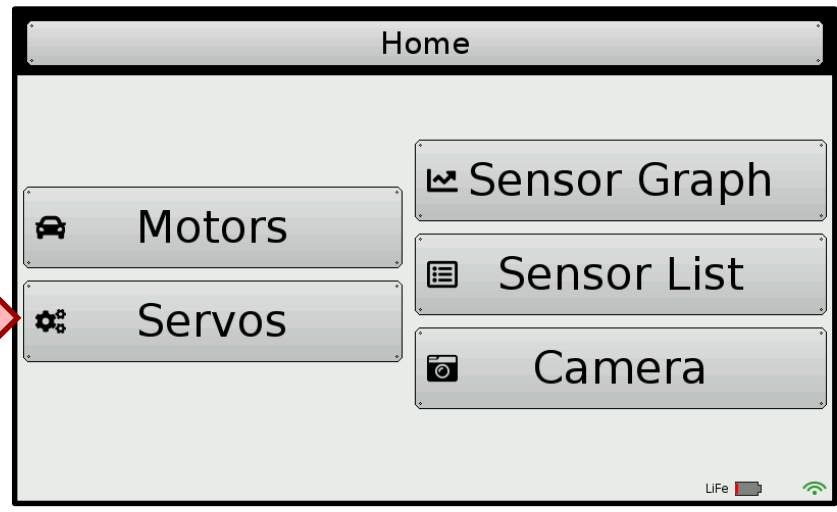 Home
Motors
Servos
Sensor Graph
Sensor List
Camera
LiFe